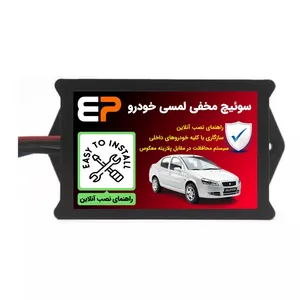 EP
سوئیچ مخفی لمسی خودرو
راهنمای نصب آنلاین
سازگاری با کلیه خودروهای داخلی
سیستم محافظت در مقابل پلاریته معکوس
EASY TO INSTALL
راهنمای نصب آنلاین